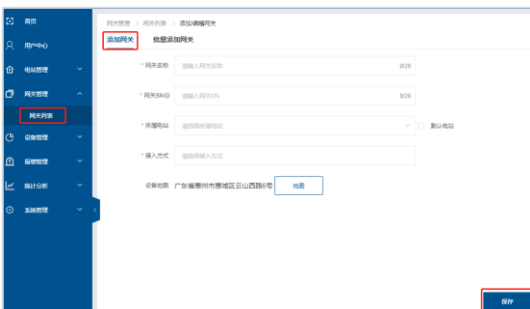 首页
用户中心
电站管理
网关管理
网关列表
设备管理
报警管理
统计分析
系统管理
网关管理 > 网关列表 > 添加/编辑网关
添加网关 批量添加网关
* 网关名称 请输入网关名称 0/20
* 网关SN 请输入网关SN 0/20
* 所属电站 请选择所属电站 默认电站
* 接入方式 请选择接入方式
设备地图 广东省惠州市惠城区云山西路6号 地图
保存